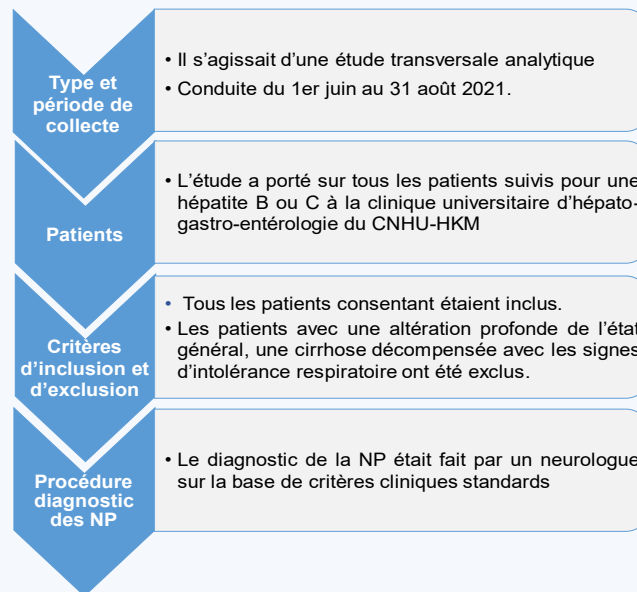 Type et
période de
collecte
• Il s’agissait d’une étude transversale analytique
• Conduite du 1er juin au 31 août 2021.
Patients
• L’étude a porté sur tous les patients suivis pour une
hépatite B ou C à la clinique universitaire d’hépato-
gastro-entérologie du CNHU-HKM
Critères
d’inclusion et
d’exclusion
• Tous les patients consentant étaient inclus.
• Les patients avec une altération profonde de l’état
général, une cirrhose décompensée avec les signes
d’intolérance respiratoire ont été exclus.
Procédure
diagnostic
des NP
• Le diagnostic de la NP était fait par un neurologue
sur la base de critères cliniques standards